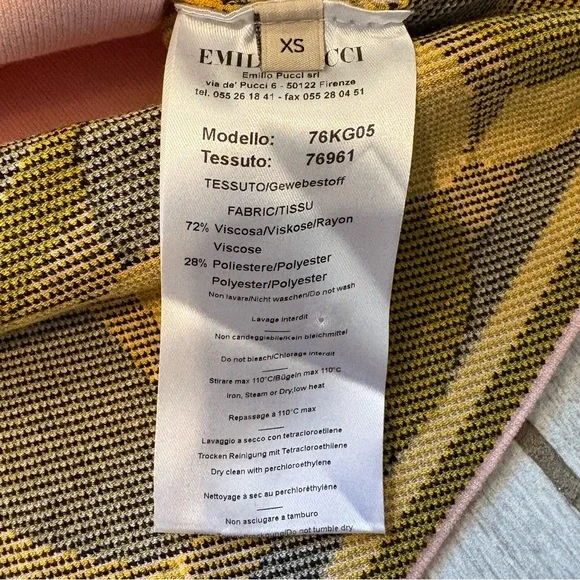 XS
EMIL UCCI
Emilio Pucci srl
via de' Pucci 6 - 50122 Firenze
tel. 055 26 18 41 - fax 055 28 04 51
Modello: 76KG05
Tessuto: 76961
TESSUTO/Gewebestoff
FABRIC/TISSU
72% Viscosa/Viskose/Rayon
Viscose
28% Poliestere/Polyester
Polyester/Polyester
Non lavare/Nicht waschen/Do not wash
Lavage interdit
Non candeggiabile/Kein bleichmittel
Do not bleach/Chlorage interdit
Stirare max 110°C/Bügeln max 110°C
iron, Steam or Dry, low heat
Repassage à 110°C max
Lavaggio a secco con tetracloroetilene
Trocken Reinigung mit Tetracloroethilene
Dry clean with perchloroethylene
Nettoyage à sec au perchloréthylène
Non asciugare a tamburo
/Do not tumble dry